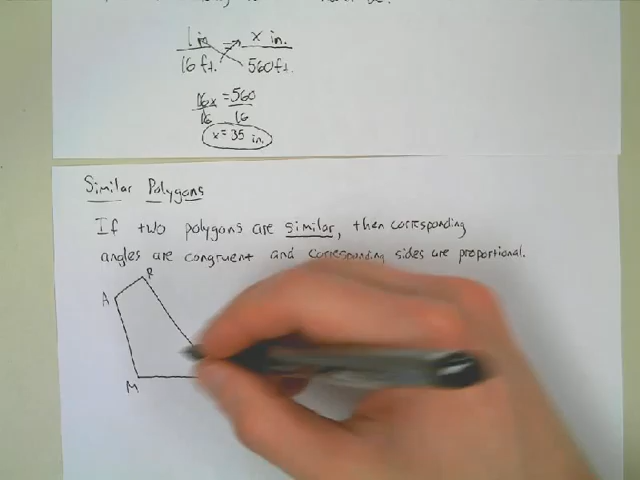 1 in x in.
16 ft. 560 ft.
16x = 560
16 16
x = 35 in.
Similar Polygons
If two polygons are similar, then corresponding
angles are congruent and corresponding sides are proportional.
R
A
M